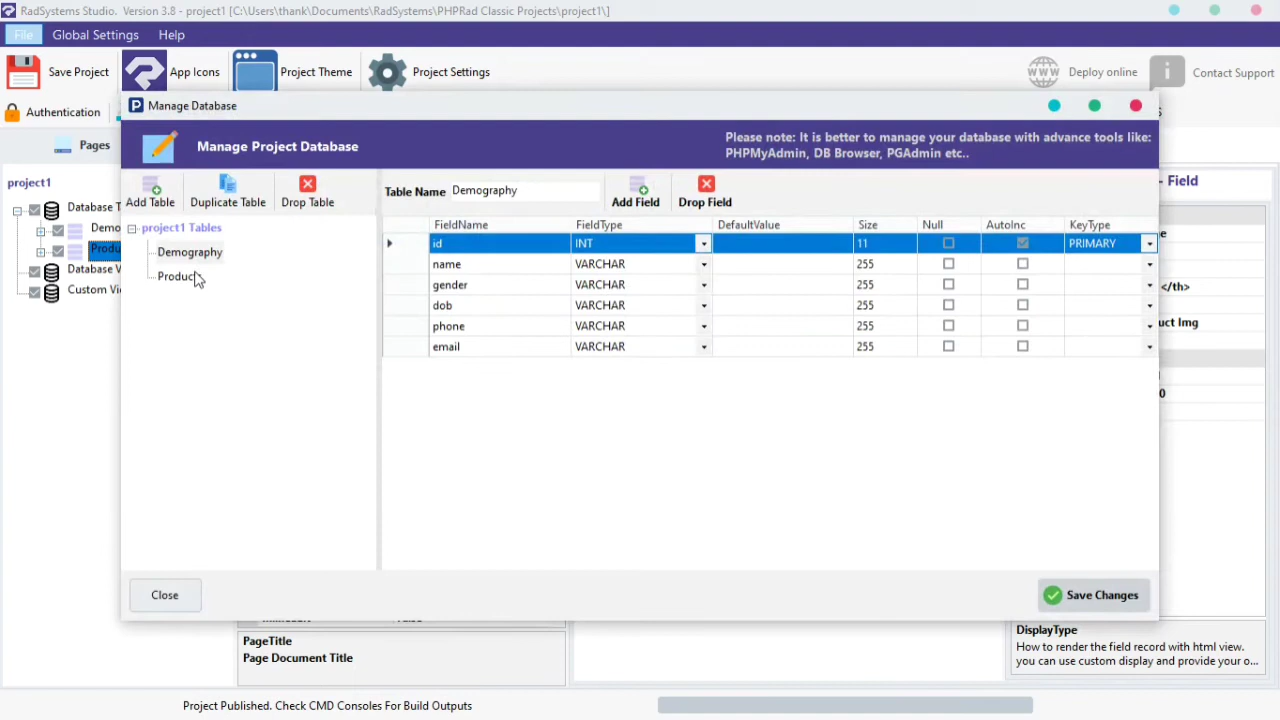 RadSystems Studio. Version 3.8 - project1 [C:\Users\thank\Documents\RadSystems\PHPRad Classic Projects\project1\]
File Global Settings Help
Save Project App Icons Project Theme Project Settings WWW Deploy online Contact Support
Authentication
Manage Database
Pages
Manage Project Database
Please note: It is better to manage your database with advance tools like:
PHPMyAdmin, DB Browser, PGAdmin etc..
project1
- Field
Add Table Duplicate Table Drop Table
Table Name Demography
Add Field Drop Field
project1 Tables
Demography
FieldName FieldType DefaultValue Size Null AutoInc KeyType
id INT 11 PRIMARY
name VARCHAR 255
gender VARCHAR 255
dob VARCHAR 255
phone VARCHAR 255
email VARCHAR 255
Database
Database
Custom
</th>
Img
Close
Save Changes
PageTitle
Page Document Title
DisplayType
How to render the field record with html view.
you can use custom display and provide your o...
Project Published. Check CMD Consoles For Build Outputs